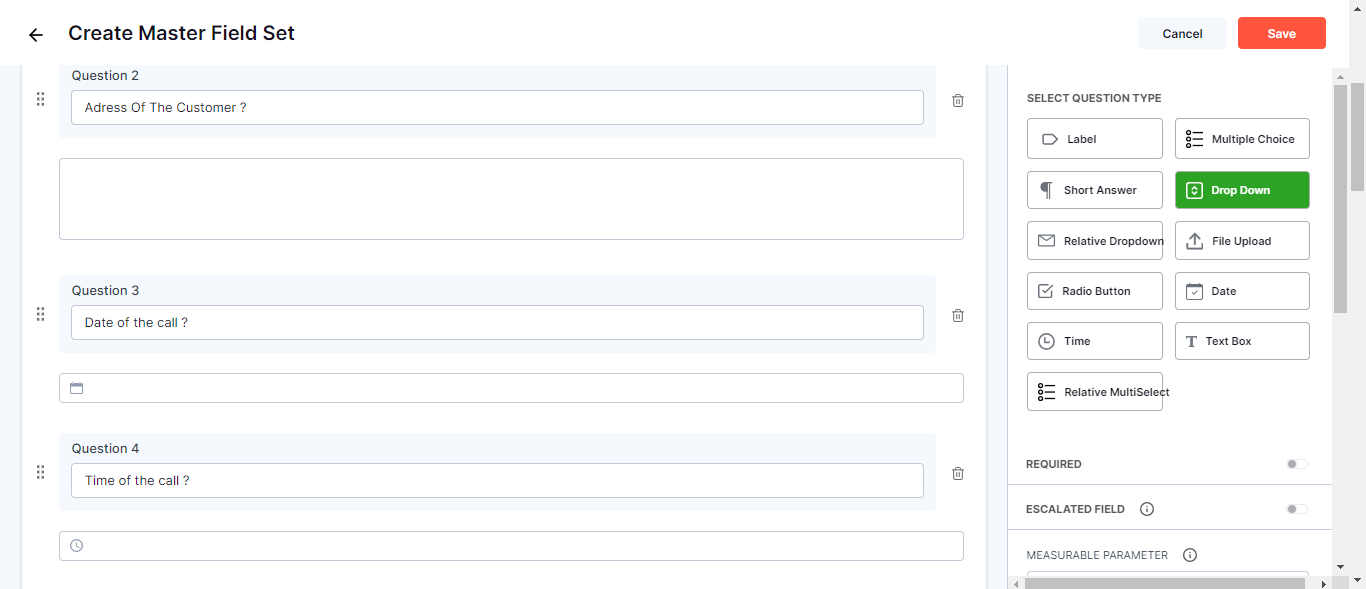 Create Master Field Set
Cancel
Save
Question 2
Adress Of The Customer ?
Question 3
Date of the call ?
Question 4
Time of the call ?
SELECT QUESTION TYPE
Label
Multiple Choice
Short Answer
Drop Down
Relative Dropdown
File Upload
Radio Button
Date
Time
Text Box
Relative MultiSelect
REQUIRED
ESCALATED FIELD
MEASURABLE PARAMETER